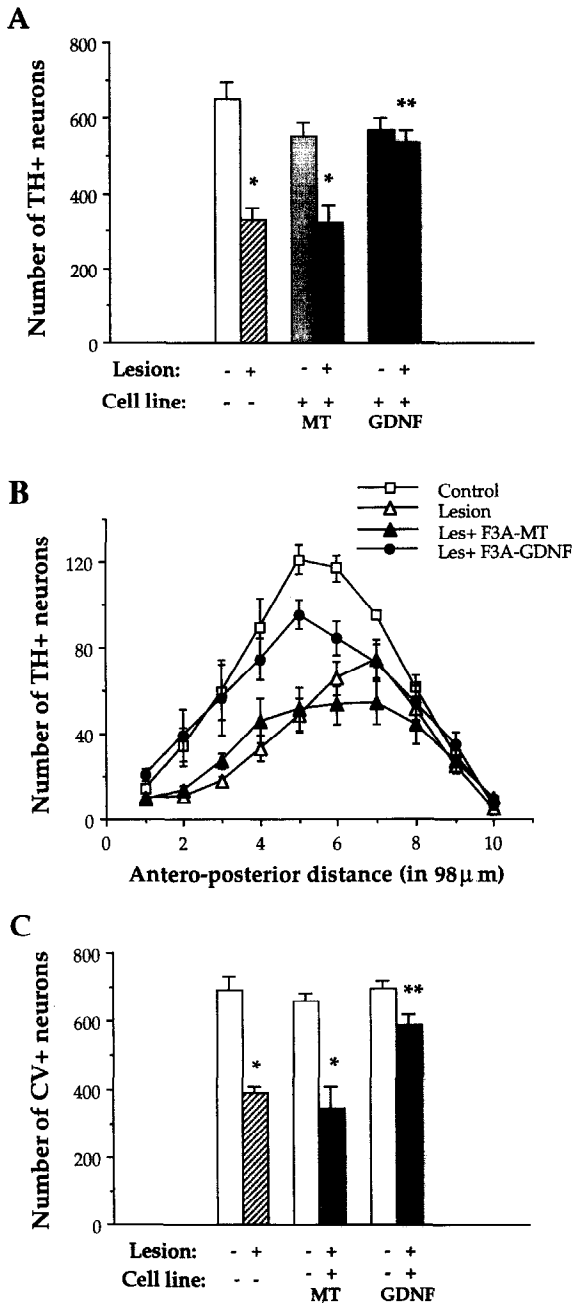 A
800
600
400
200
0
Number of TH+ neurons
*
*
**
Lesion: - + - + - +
Cell line: - - + + + +
MT GDNF
B
Control
Lesion
Les+ F3A-MT
Les+ F3A-GDNF
120
80
40
0
Number of TH+ neurons
0 2 4 6 8 10
Antero-posterior distance (in 98μm)
C
800
600
400
200
0
Number of CV+ neurons
*
*
**
Lesion: - + - + - +
Cell line: - - - + - +
MT GDNF